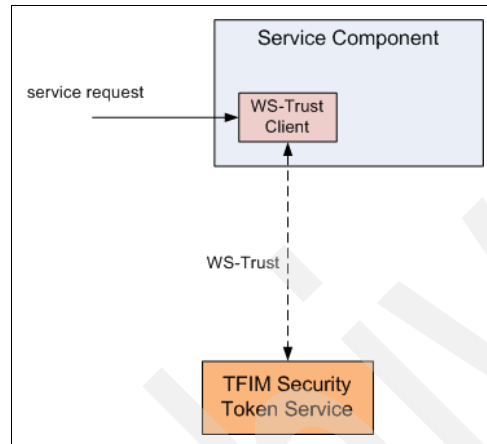 Service Component
service request
WS-Trust
Client
WS-Trust
TFIM Security
Token Service